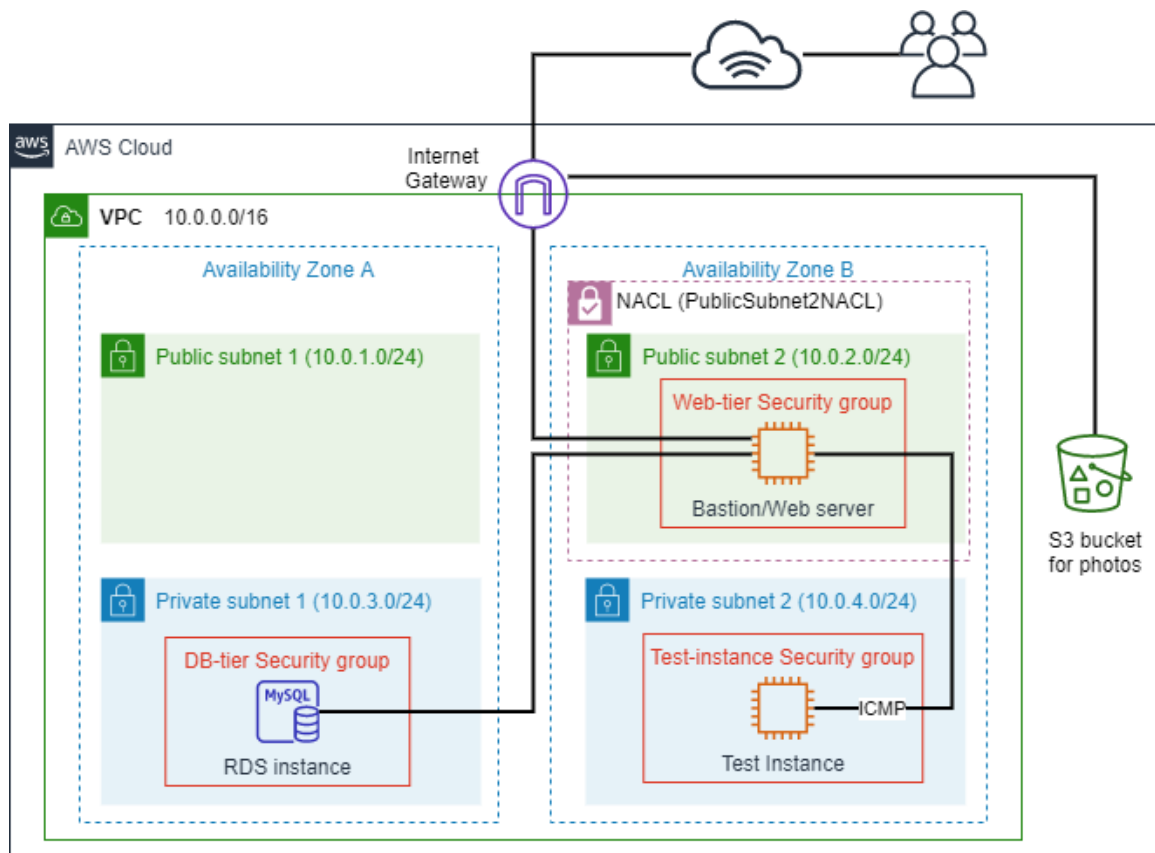 aws
AWS Cloud
Internet
Gateway
VPC 10.0.0.0/16
Availability Zone A
Availability Zone B
NACL (PublicSubnet2NACL)
Public subnet 1 (10.0.1.0/24)
Public subnet 2 (10.0.2.0/24)
Web-tier Security group
Bastion/Web server
S3 bucket
for photos
Private subnet 1 (10.0.3.0/24)
Private subnet 2 (10.0.4.0/24)
DB-tier Security group
Test-instance Security group
MySQL
ICMP
RDS instance
Test Instance